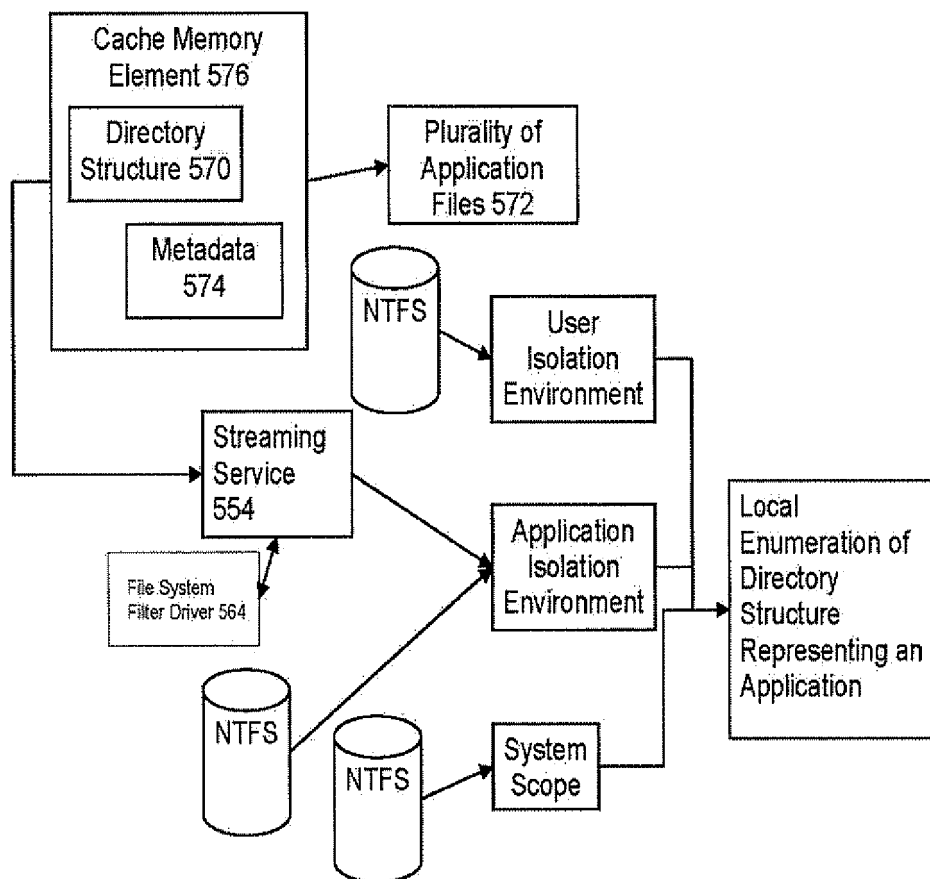 Cache Memory
Element 576
Directory
Structure 570
Metadata
574
Plurality of
Application
Files 572
NTFS
User
Isolation
Environment
Streaming
Service
554
File System
Filter Driver 564
Application
Isolation
Environment
Local
Enumeration of
Directory
Structure
Representing an
Application
NTFS
NTFS
System
Scope